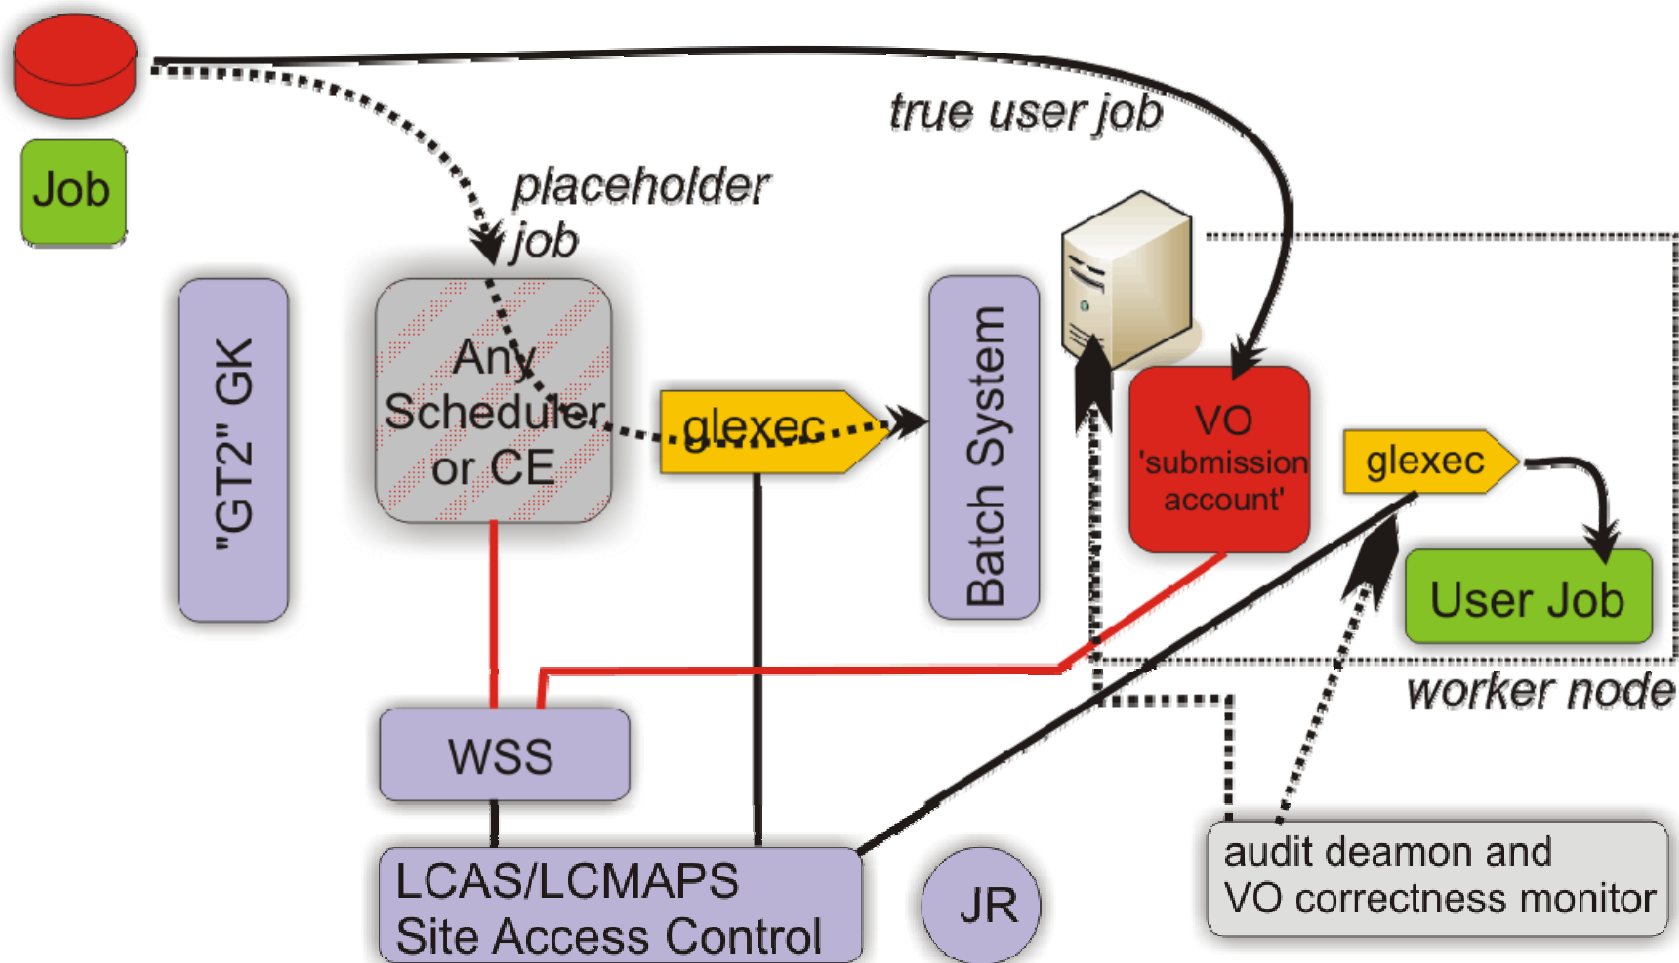 true user job
Job
placeholder
job
"GT2" GK
Any
Scheduler
or CE
glexec
Batch System
VO
'submission
account'
glexec
User Job
worker node
WSS
LCAS/LCMAPS
Site Access Control
JR
audit deamon and
VO correctness monitor